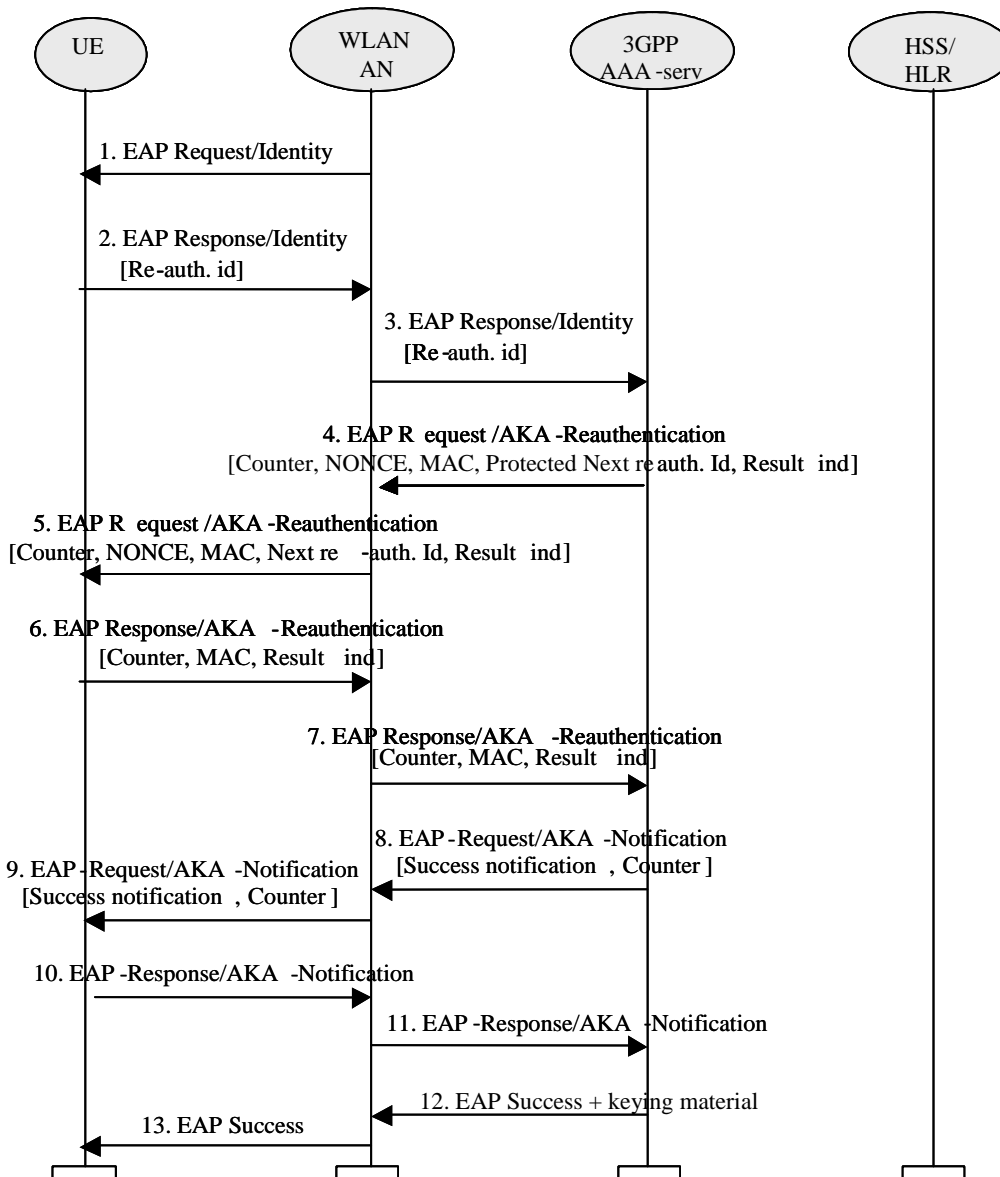 UE
WLAN
AN
3GPP
AAA -serv
HSS/
HLR
1. EAP Request/Identity
2. EAP Response/Identity
[Re-auth. id]
3. EAP Response/Identity
[Re-auth. id]
4. EAP R equest /AKA -Reauthentication
[Counter, NONCE, MAC, Protected Next re auth. Id, Result ind]
5. EAP R equest /AKA -Reauthentication
[Counter, NONCE, MAC, Next re -auth. Id, Result ind]
6. EAP Response/AKA -Reauthentication
[Counter, MAC, Result ind]
7. EAP Response/AKA -Reauthentication
[Counter, MAC, Result ind]
8. EAP -Request/AKA -Notification
[Success notification , Counter ]
9. EAP -Request/AKA -Notification
[Success notification , Counter ]
10. EAP -Response/AKA -Notification
11. EAP -Response/AKA -Notification
12. EAP Success + keying material
13. EAP Success